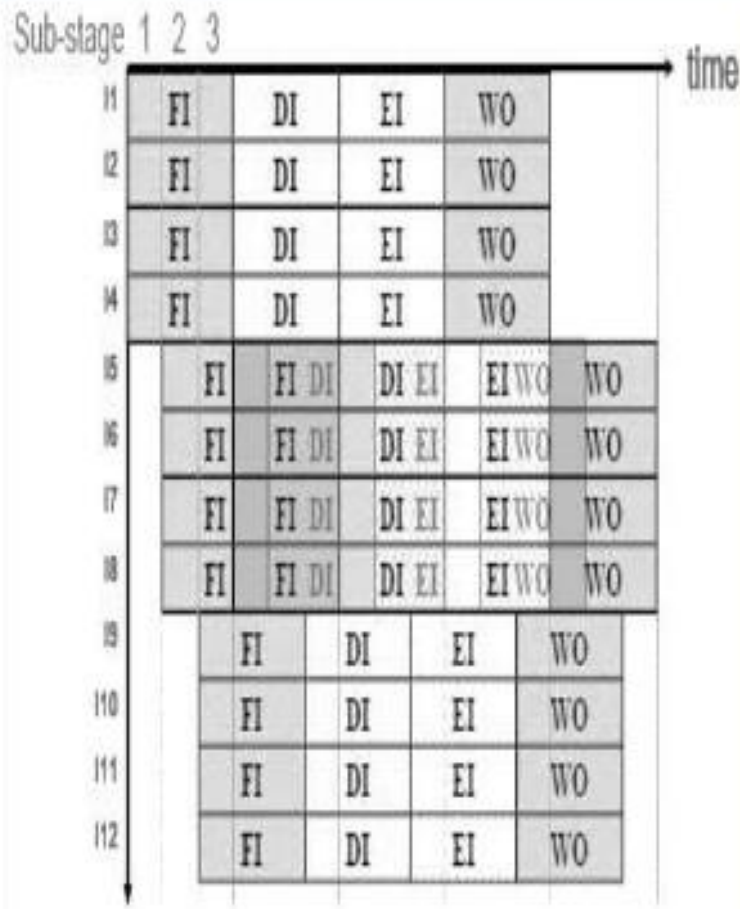 Sub-stage 1 2 3
time
I1 FI DI EI WO
I2 FI DI EI WO
I3 FI DI EI WO
I4 FI DI EI WO
I5 FI FI DI DI EI EI WO WO
I6 FI FI DI DI EI EI WO WO
I7 FI FI DI DI EI EI WO WO
I8 FI FI DI DI EI EI WO WO
I9 FI DI EI WO
I10 FI DI EI WO
I11 FI DI EI WO
I12 FI DI EI WO